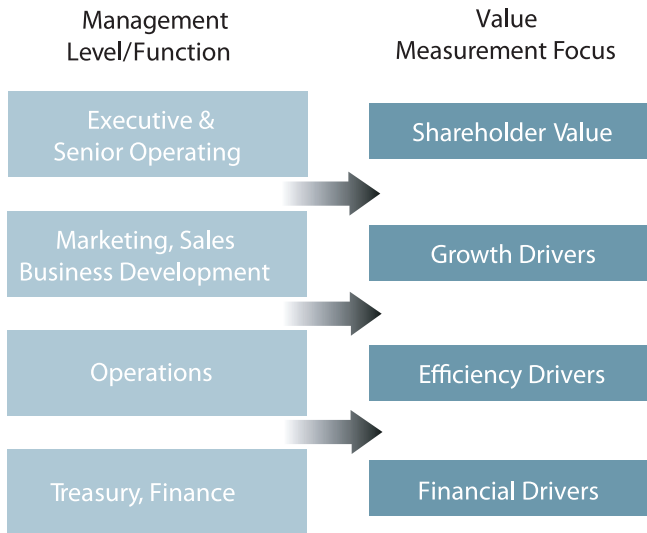 Management
Level/Function
Value
Measurement Focus
Executive &
Senior Operating
Shareholder Value
Marketing, Sales
Business Development
Growth Drivers
Operations
Efficiency Drivers
Treasury, Finance
Financial Drivers